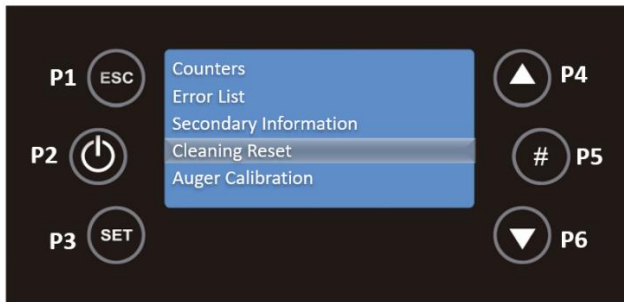 P1 ESC
Counters
Error List
Secondary Information
Cleaning Reset
Auger Calibration
P4
P2
# P5
P3 SET
P6